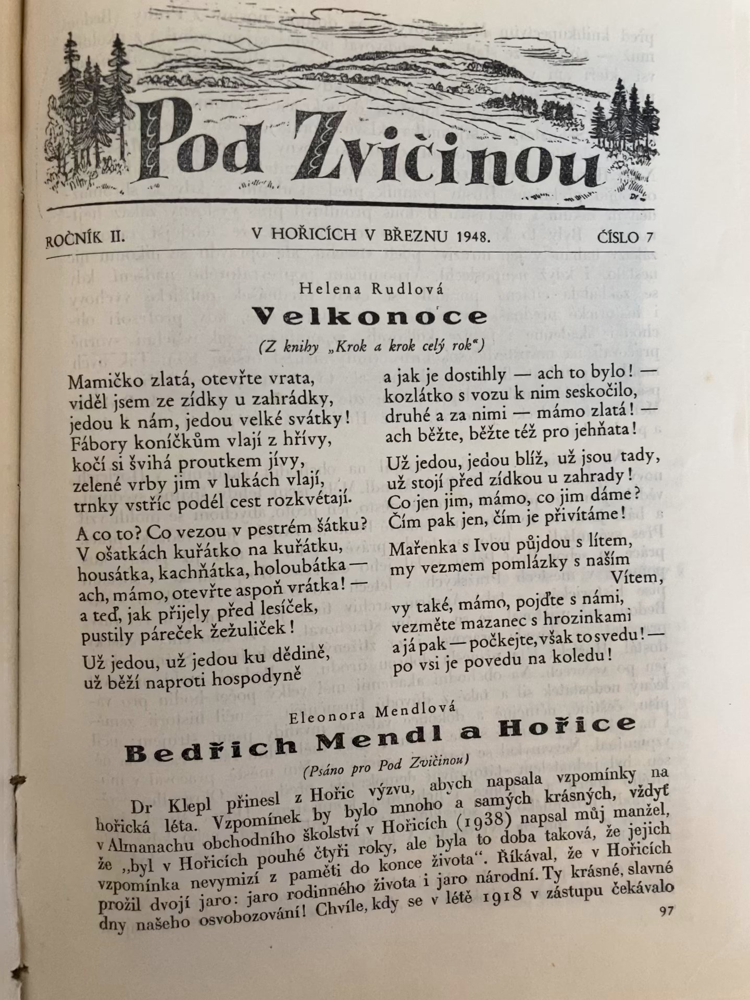 Pod Zvičinou
ROČNÍK II.
V HOŘICÍCH V BŘEZNU 1948.
ČÍSLO 7
Helena Rudlová
Velkonoce
(Z knihy „Krok a krok celý rok“)
Mamičko zlatá, otevřte vrata,
viděl jsem ze zídky u zahrádky,
jedou k nám, jedou velké svátky!
Fábory koníčkům vlají z hřívy,
kočí si švihá proutkem jívy,
zelené vrby jim v lukách vlají,
trnky vstříc podél cest rozkvétají.
A co to? Co vezou v pestrém šátku?
V ošatkách kuřátko na kuřátku,
housátka, kachňátka, holoubátka —
ach, mámo, otevřte aspoň vrátka! —
a teď, jak přijely před lesíček,
pustily páreček žežuliček!
Už jedou, už jedou ku dědině,
už běží naproti hospodyně
a jak je dostihly — ach to bylo! —
kozlátko s vozu k nim seskočilo,
druhé a za nimi — mámo zlatá! —
ach běžte, běžte též pro jehňata!
Už jedou, jedou blíž, už jsou tady,
už stojí před zídkou u zahrady!
Co jen jim, mámo, co jim dáme?
Čím pak jen, čím je přivítáme!
Mařenka s Ivou půjdou s lítem,
my vezmem pomlázky s naším
Vítem,
vy také, mámo, pojďte s námi,
vezměte mazanec s hrozinkami
a já pak — počkejte, však to svedu! —
po vsi je povedu na koledu!
Eleonora Mendlová
Bedřich Mendl a Hořice
(Psáno pro Pod Zvičinou)
Dr Klepl přinesl z Hořic výzvu, abych napsala vzpomínky na
hořická léta. Vzpomínek by bylo mnoho a samých krásných, vždyť
v Almanachu obchodního školství v Hořicích (1938) napsal můj manžel,
že „byl v Hořicích pouhé čtyři roky, ale byla to doba taková, že jejich
vzpomínka nevymizí z paměti do konce života“. Říkával, že v Hořicích
prožil dvojí jaro: jaro rodinného života i jaro národní. Ty krásné, slavné
dny našeho osvobozování! Chvíle, kdy se v létě 1918 v zástupu čekávalo
97